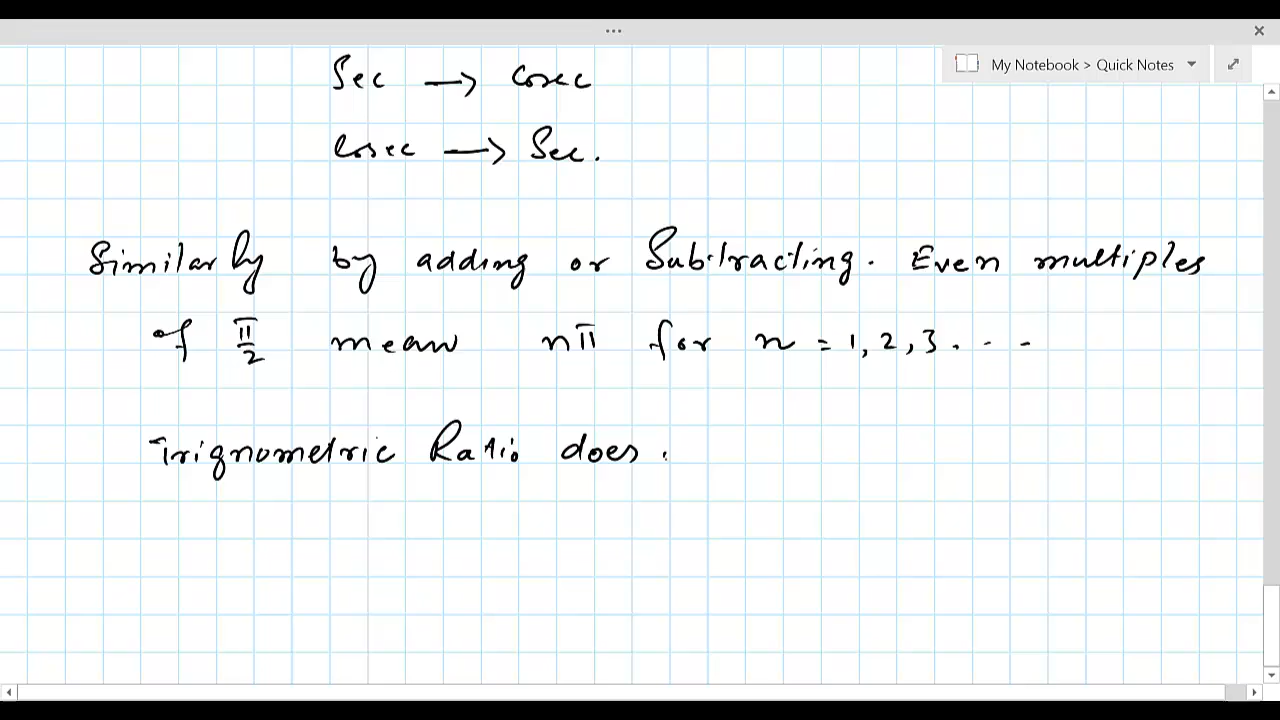 ...
My Notebook > Quick Notes
Sec → Cosec
Cosec → Sec.
Similarly by adding or Subtracting. Even multiples
of π/2 mean nπ for n = 1, 2, 3 . - -
Trignometric Ratio does .